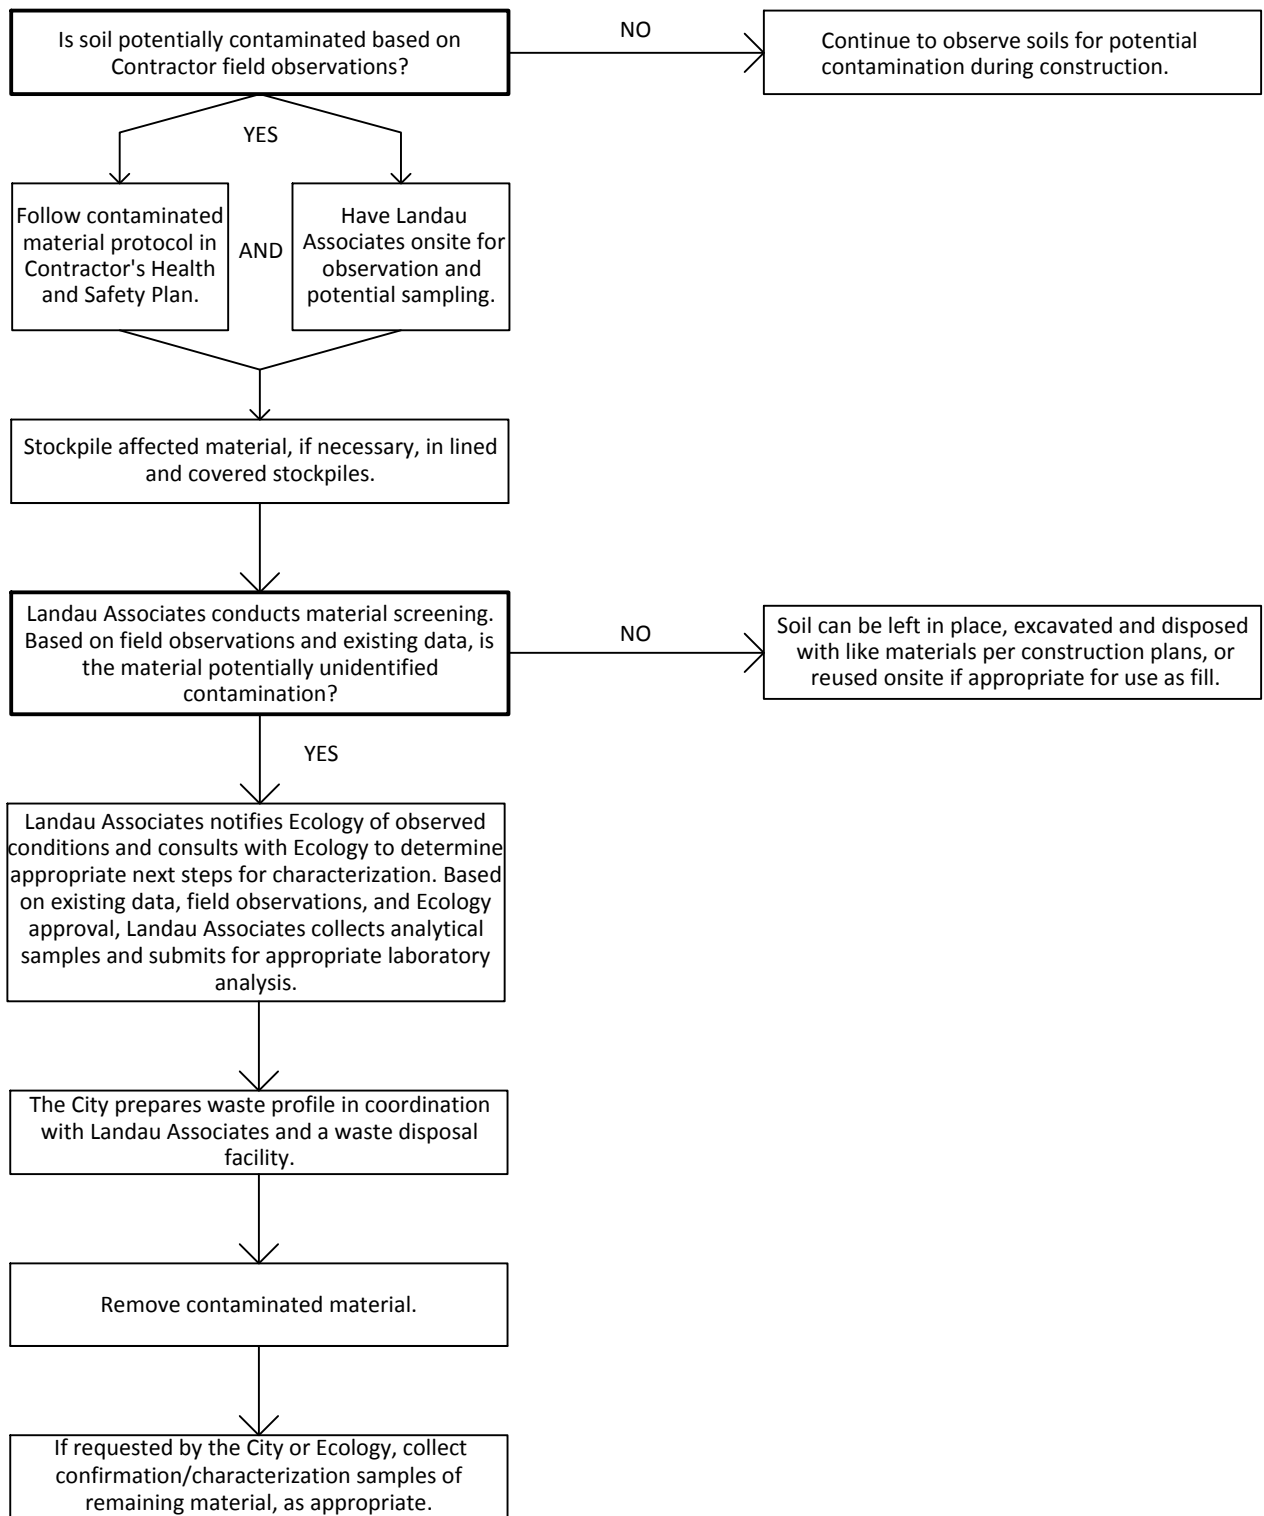 Is soil potentially contaminated based on
Contractor field observations?
NO
Continue to observe soils for potential
contamination during construction.
YES
Follow contaminated
material protocol in
Contractor's Health
and Safety Plan.
AND
Have Landau
Associates onsite for
observation and
potential sampling.
Stockpile affected material, if necessary, in lined
and covered stockpiles.
Landau Associates conducts material screening.
Based on field observations and existing data, is
the material potentially unidentified
contamination?
NO
Soil can be left in place, excavated and disposed
with like materials per construction plans, or
reused onsite if appropriate for use as fill.
YES
Landau Associates notifies Ecology of observed
conditions and consults with Ecology to determine
appropriate next steps for characterization. Based
on existing data, field observations, and Ecology
approval, Landau Associates collects analytical
samples and submits for appropriate laboratory
analysis.
The City prepares waste profile in coordination
with Landau Associates and a waste disposal
facility.
Remove contaminated material.
If requested by the City or Ecology, collect
confirmation/characterization samples of
remaining material, as appropriate.